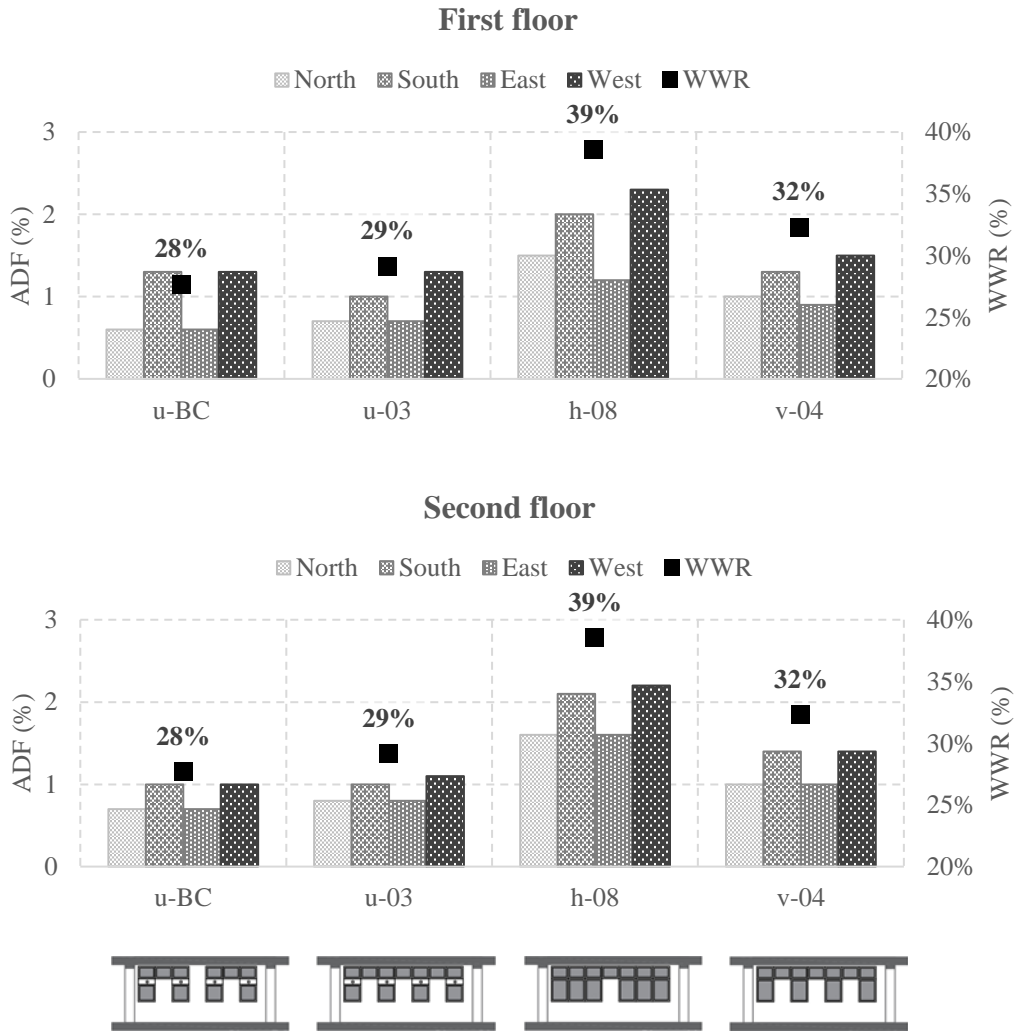 First floor
North South East West WWR
3 40%
39%
35%
2
32%
28% 29% 30%
ADF (%) WWR (%)
1
25%
0 20%
u-BC u-03 h-08 v-04
Second floor
North South East West WWR
3 40%
39%
35%
2
32%
28% 29% 30%
ADF (%) WWR (%)
1
25%
0 20%
u-BC u-03 h-08 v-04